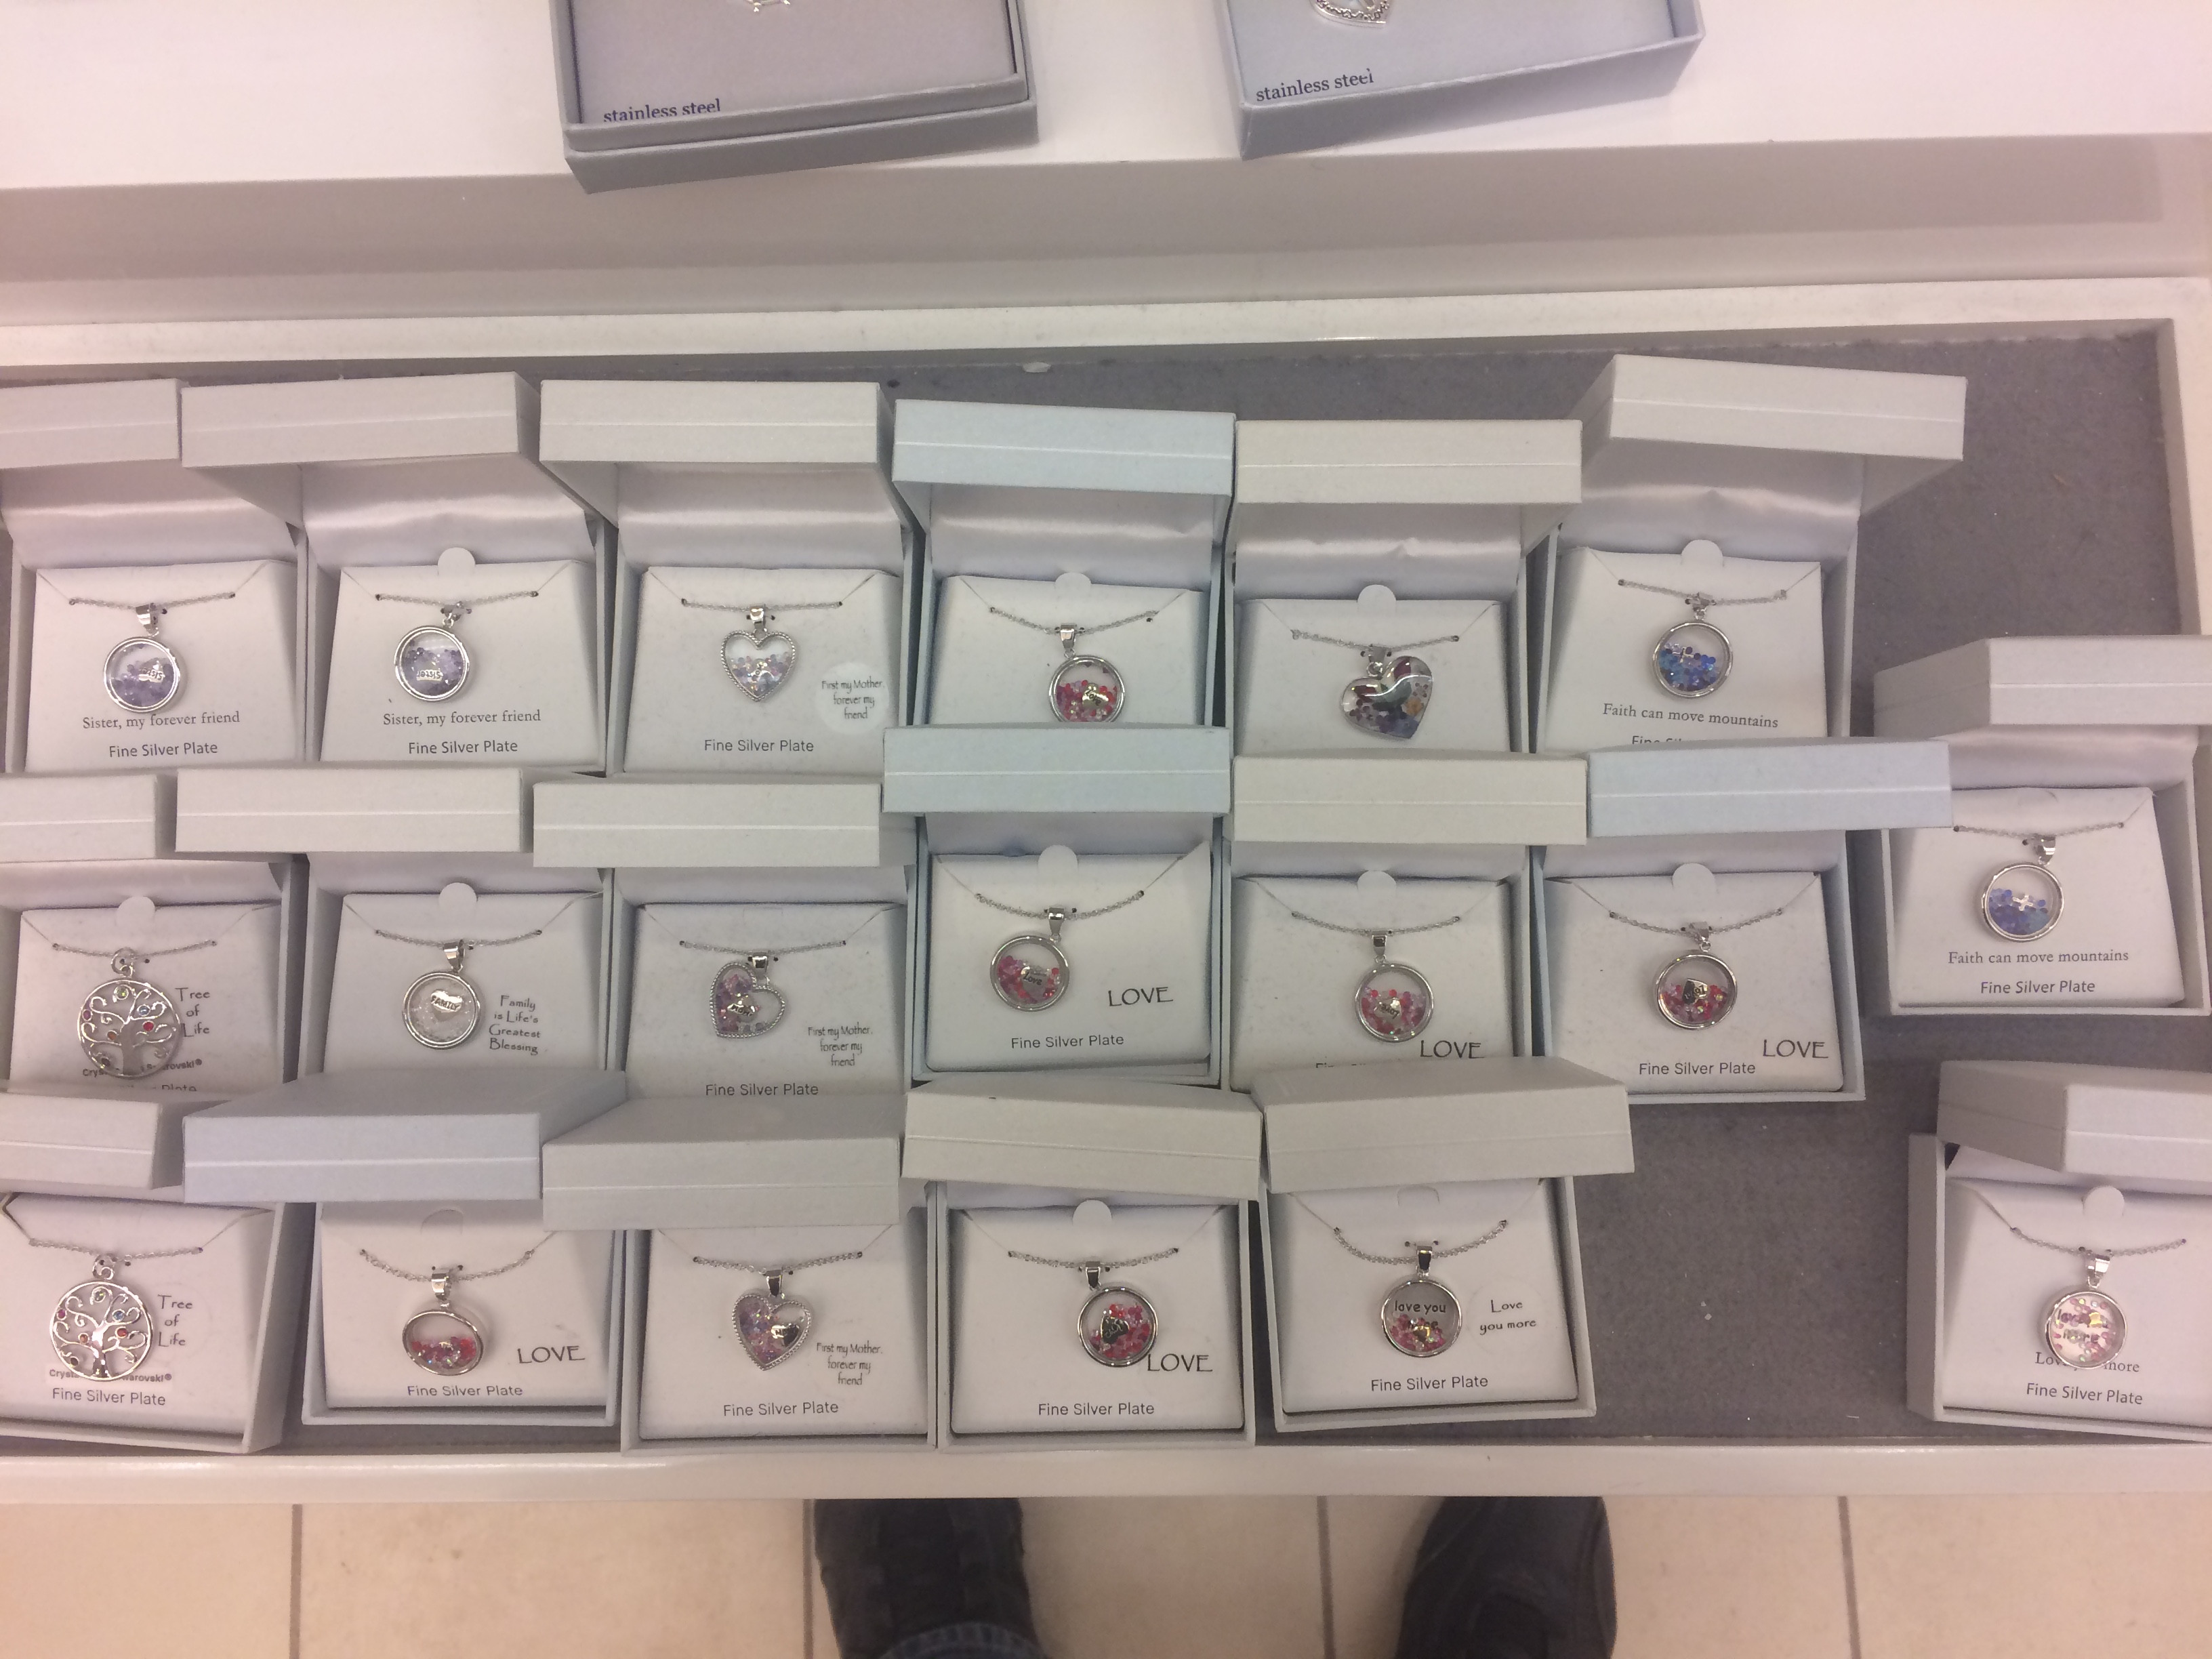 stainless steel
stainless steel
Sister, my forever friend
Fine Silver Plate
Sister, my forever friend
Fine Silver Plate
First my Mother,
forever my
friend
Fine Silver Plate
Faith can move mountains
Tree
of
Life
FAMILY
Family
is Life's
Greatest
Blessing
First my Mother,
forever my
friend
Fine Silver Plate
LOVE
Fine Silver Plate
LOVE
LOVE
Fine Silver Plate
Faith can move mountains
Fine Silver Plate
Tree
of
Life
Fine Silver Plate
LOVE
Fine Silver Plate
First my Mother,
forever my
friend
Fine Silver Plate
LOVE
Fine Silver Plate
love you
Love
you more
Fine Silver Plate
more
Fine Silver Plate